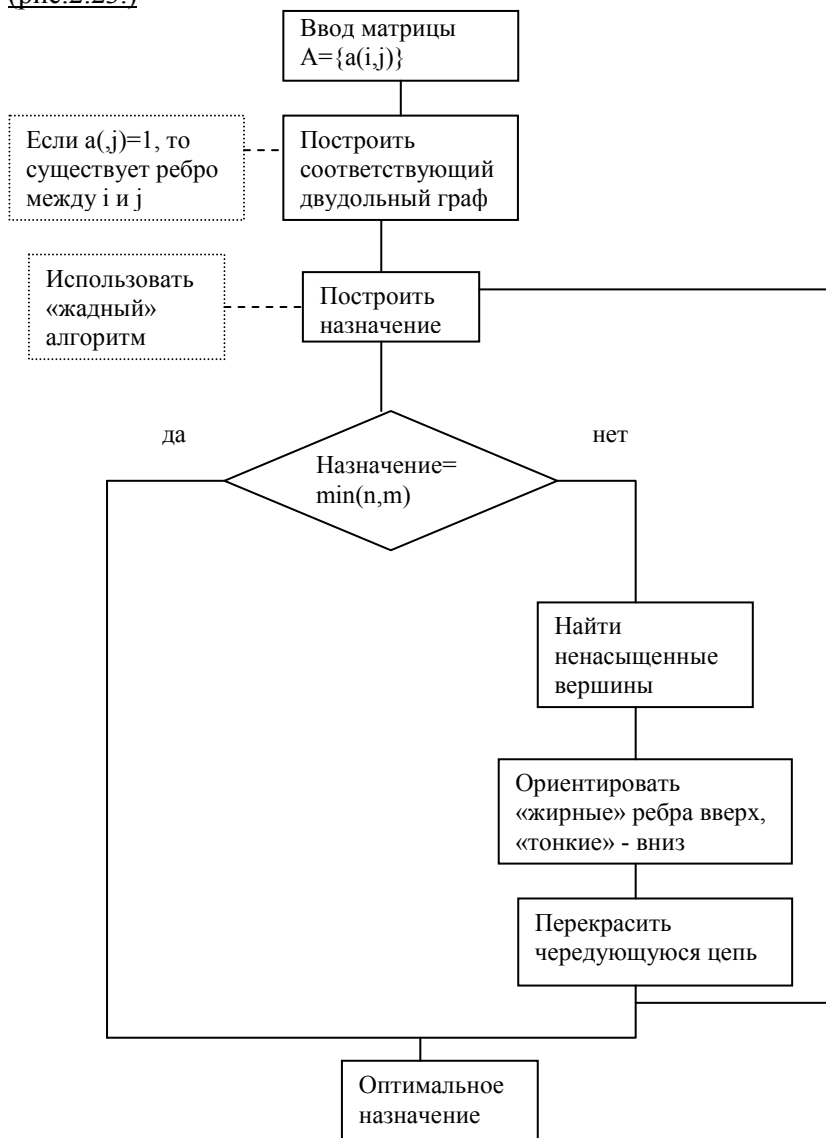 (рис.2.23.)
Ввод матрицы
A={a(i,j)}
Если a(,j)=1, то
существует ребро
между i и j
Построить
соответствующий
двудольный граф
Использовать
«жадный»
алгоритм
Построить
назначение
да
нет
Назначение=
min(n,m)
Найти
ненасыщенные
вершины
Ориентировать
«жирные» ребра вверх,
«тонкие» - вниз
Перекрасить
чередующуюся цепь
Оптимальное
назначение